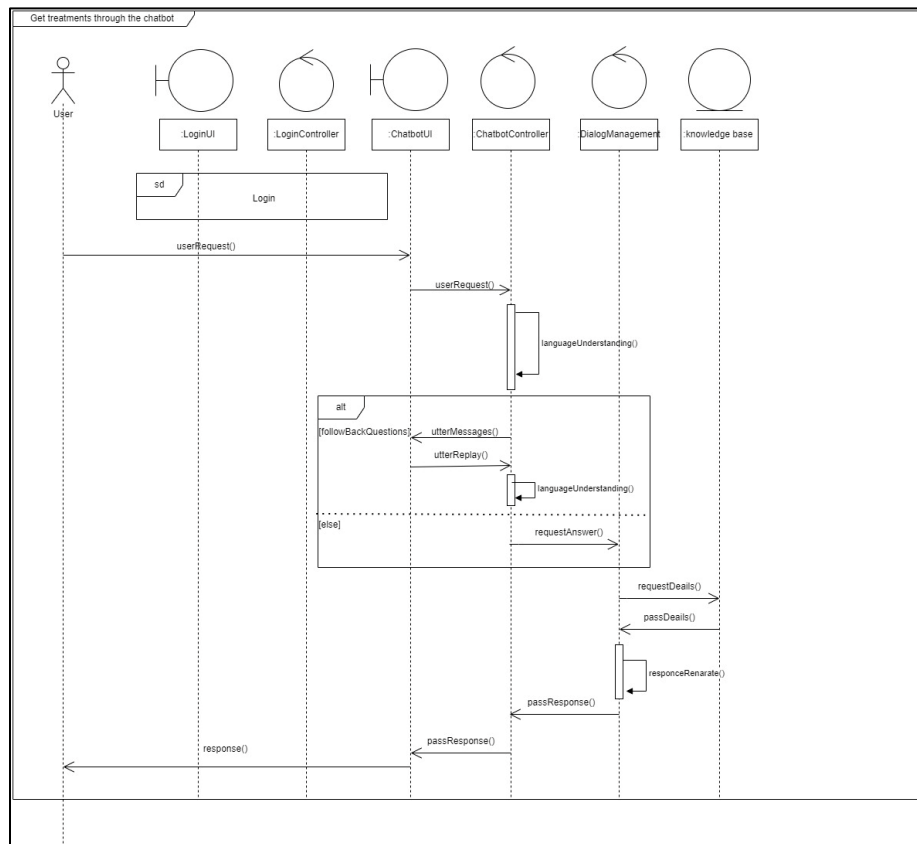 Get treatments through the chatbot
User
:LoginUI
:LoginController
:ChatbotUI
:ChatbotController
:DialogManagement
:knowledge base
sd
Login
userRequest()
userRequest()
languageUnderstanding()
alt
[followBackQuestions]
utterMessages()
utterReplay()
languageUnderstanding()
[else]
requestAnswer()
requestDeails()
passDeails()
responceRenarate()
passResponse()
passResponse()
response()